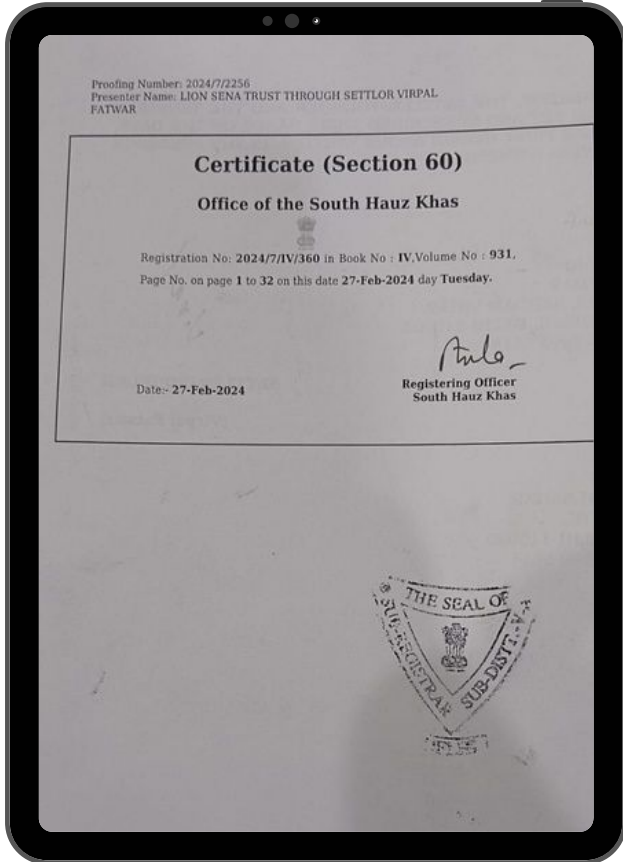 Proofing Number: 2024/7/2256
Presenter Name: LION SENA TRUST THROUGH SETTLOR VIRPAL
FATWAR
Certificate (Section 60)
Office of the South Hauz Khas
Registration No: 2024/7/IV/360 in Book No : IV,Volume No : 931,
Page No. on page 1 to 32 on this date 27-Feb-2024 day Tuesday.
Date:- 27-Feb-2024
Registering Officer
South Hauz Khas
THE SEAL OF
SUB-REGISTRAR
SUB-DISTT.-V-A